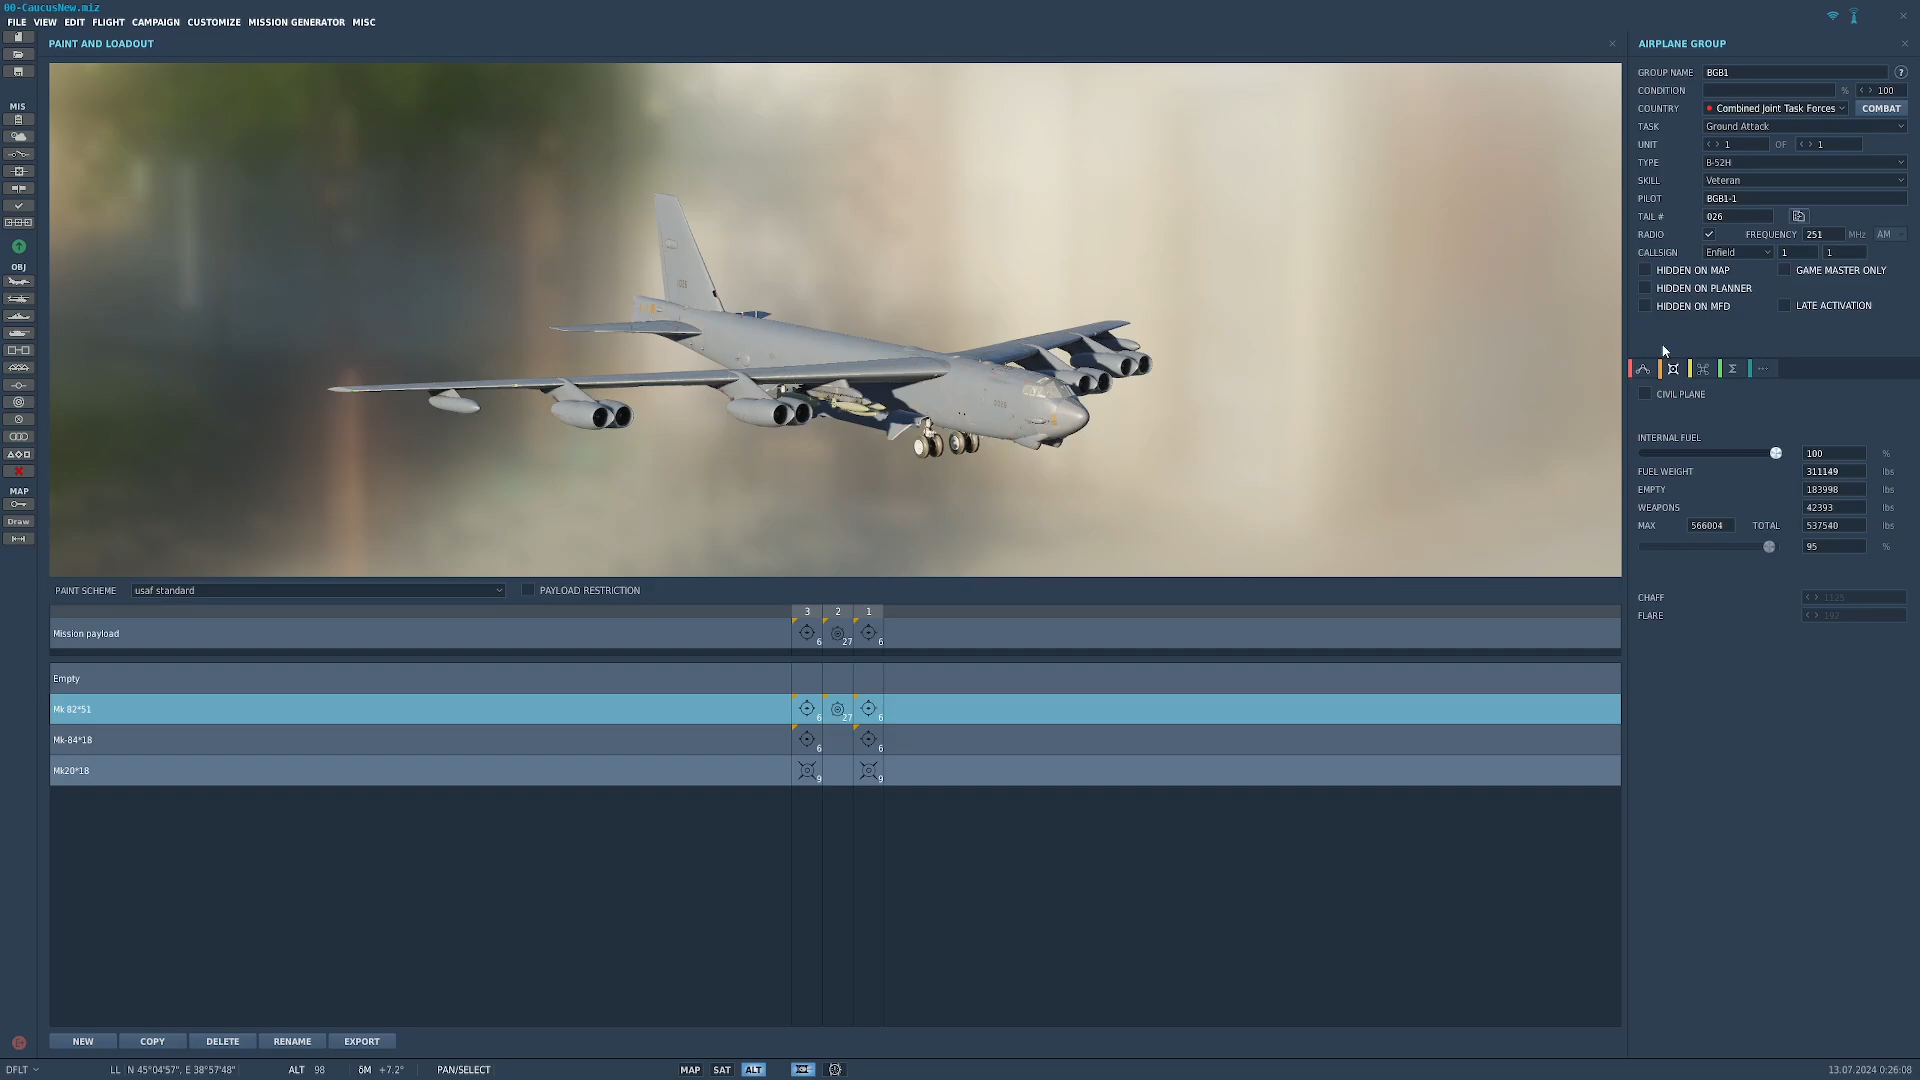 00-CaucusNew.miz
FILE VIEW EDIT FLIGHT CAMPAIGN CUSTOMIZE MISSION GENERATOR MISC
PAINT AND LOADOUT
AIRPLANE GROUP
MIS
OBJ
MAP
Draw
GROUP NAME BGB1 ?
CONDITION % < > 100
COUNTRY Combined Joint Task Forces COMBAT
TASK Ground Attack
UNIT < > 1 OF < > 1
TYPE B-52H
SKILL Veteran
PILOT BGB1-1
TAIL # 026
RADIO FREQUENCY 251 MHz AM
CALLSIGN Enfield 1 1
HIDDEN ON MAP GAME MASTER ONLY
HIDDEN ON PLANNER
HIDDEN ON MFD LATE ACTIVATION
CIVIL PLANE
INTERNAL FUEL
100 %
FUEL WEIGHT 311149 lbs
EMPTY 183998 lbs
WEAPONS 42393 lbs
MAX 566004 TOTAL 537540 lbs
95 %
CHAFF < > 1125
FLARE < > 192
PAINT SCHEME usaf standard PAYLOAD RESTRICTION
3 2 1
Mission payload 6 27 6
Empty
Mk 82*51 6 27 6
Mk-84*18 6 6
Mk20*18 9 9
NEW COPY DELETE RENAME EXPORT
DFLT LL N 45°04'57", E 38°57'48" ALT 98 δM +7.2° PAN/SELECT MAP SAT ALT 13.07.2024 0:26:08